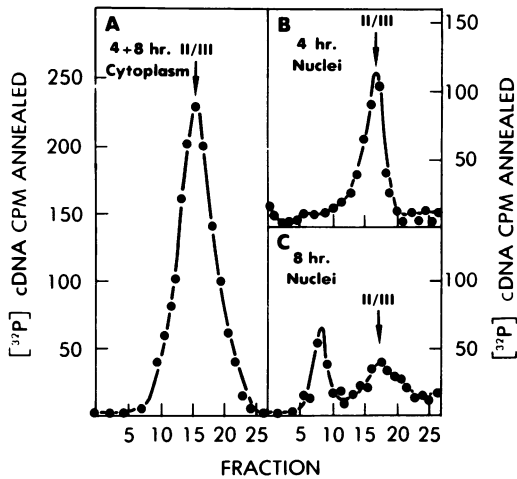 A
4+8 hr. II/III
Cytoplasm
B
II/III
4 hr.
Nuclei
C
8 hr.
Nuclei
II/III
250
200
150
100
50
150
100
50
100
50
[³²P] cDNA CPM ANNEALED
[³²P] cDNA CPM ANNEALED
5 10 15 20 25
5 10 15 20 25
FRACTION